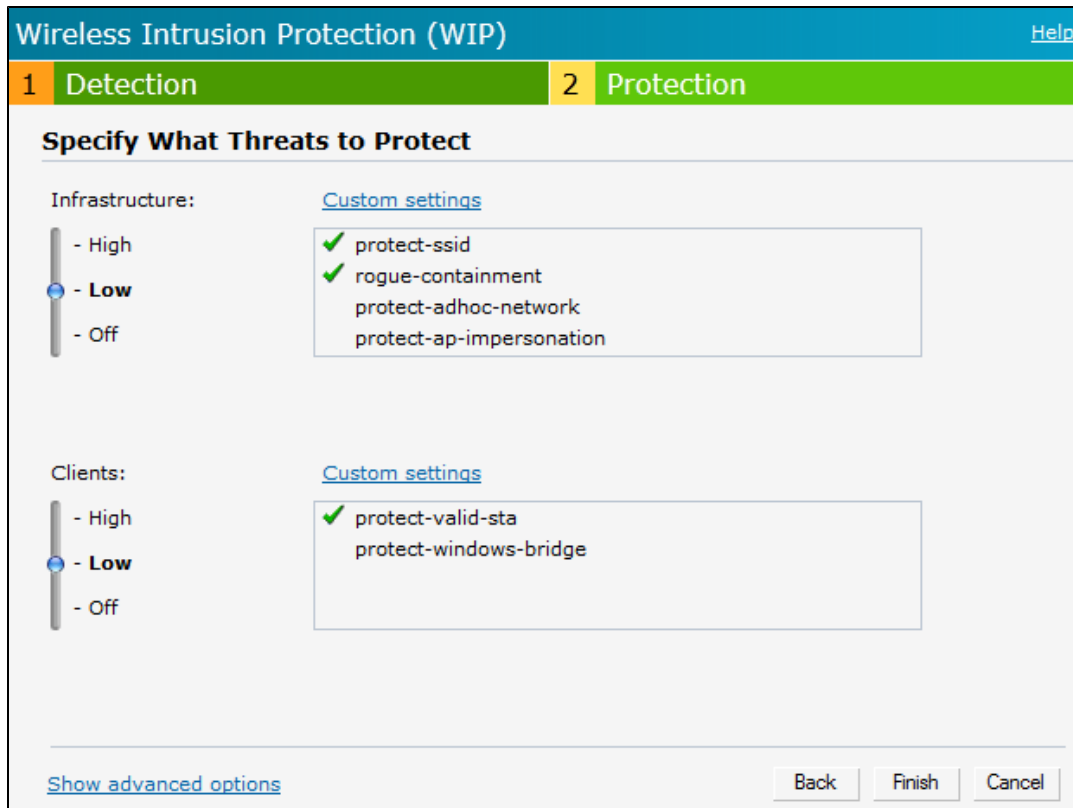 Wireless Intrusion Protection (WIP) Help
1 Detection 2 Protection
Specify What Threats to Protect
Infrastructure: Custom settings
- High
- Low
- Off
protect-ssid
rogue-containment
protect-adhoc-network
protect-ap-impersonation
Clients: Custom settings
- High
- Low
- Off
protect-valid-sta
protect-windows-bridge
Show advanced options Back Finish Cancel